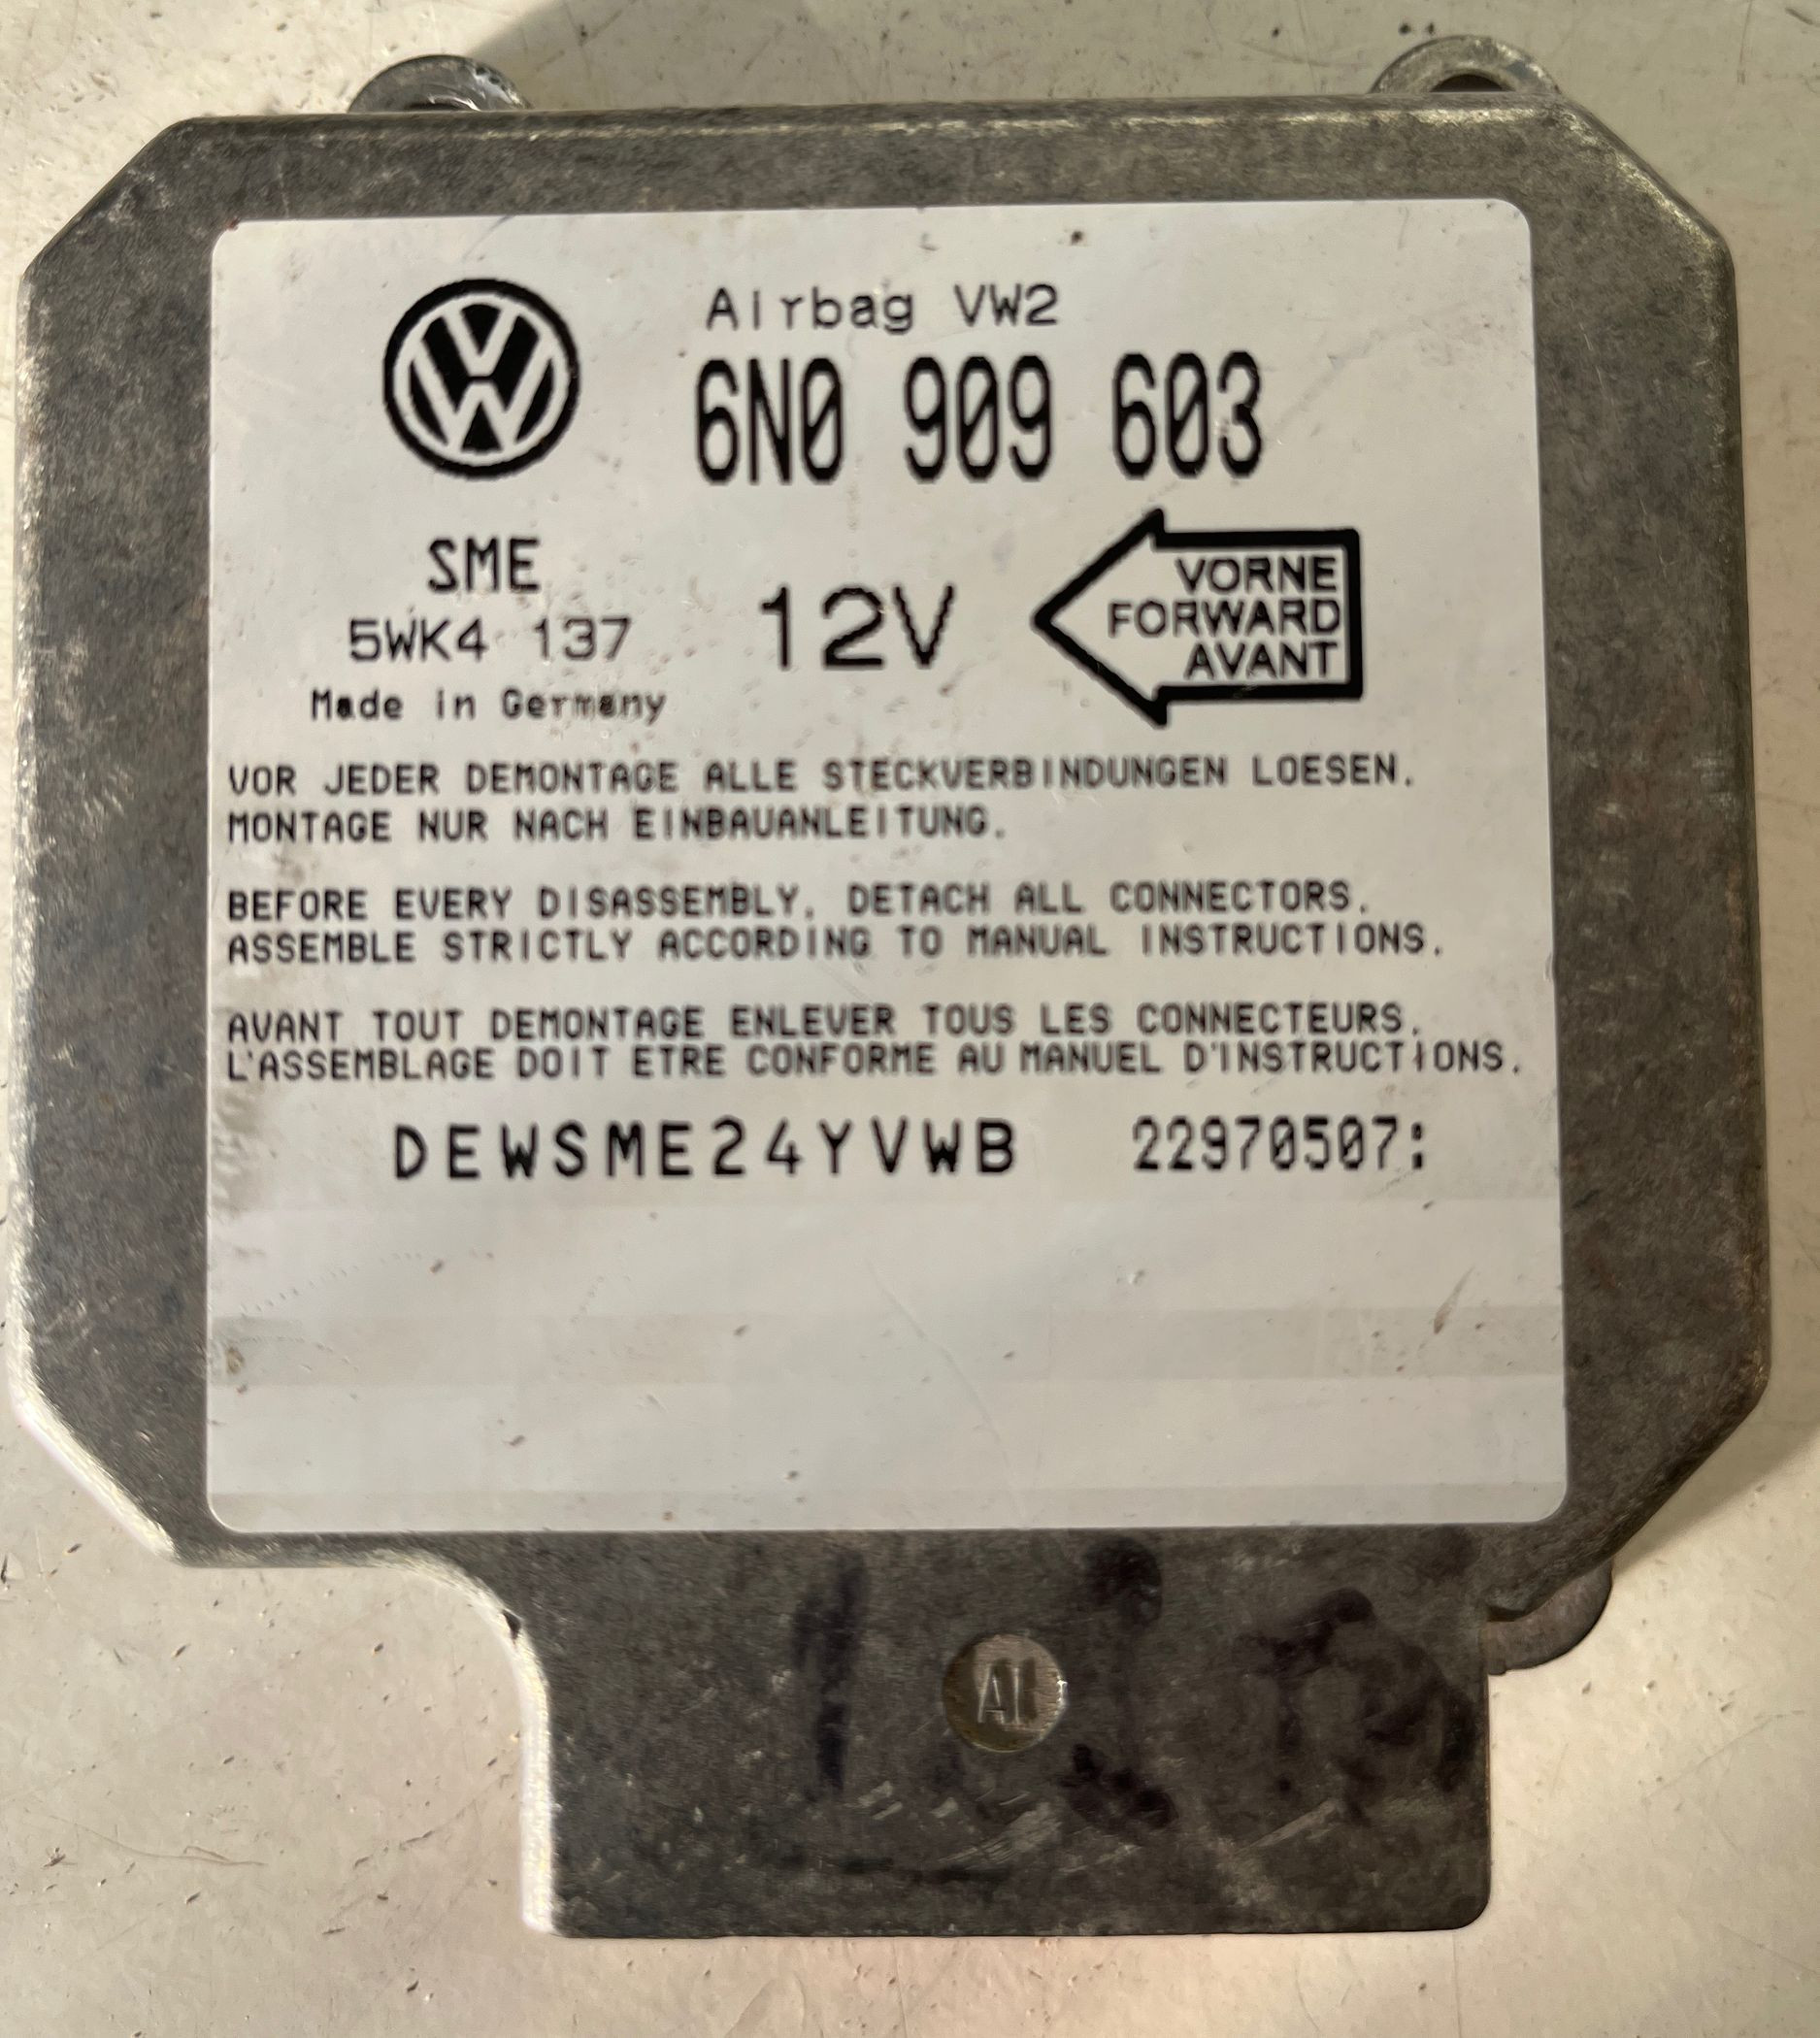 Airbag VW2
6N0 909 603
SME
5WK4 137
Made in Germany
12V
VORNE
FORWARD
AVANT
VOR JEDER DEMONTAGE ALLE STECKVERBINDUNGEN LOESEN.
MONTAGE NUR NACH EINBAUANLEITUNG.
BEFORE EVERY DISASSEMBLY, DETACH ALL CONNECTORS.
ASSEMBLE STRICTLY ACCORDING TO MANUAL INSTRUCTIONS.
AVANT TOUT DEMONTAGE ENLEVER TOUS LES CONNECTEURS.
L'ASSEMBLAGE DOIT ETRE CONFORME AU MANUEL D'INSTRUCTIONS.
DEWSME24YVWB 22970507: